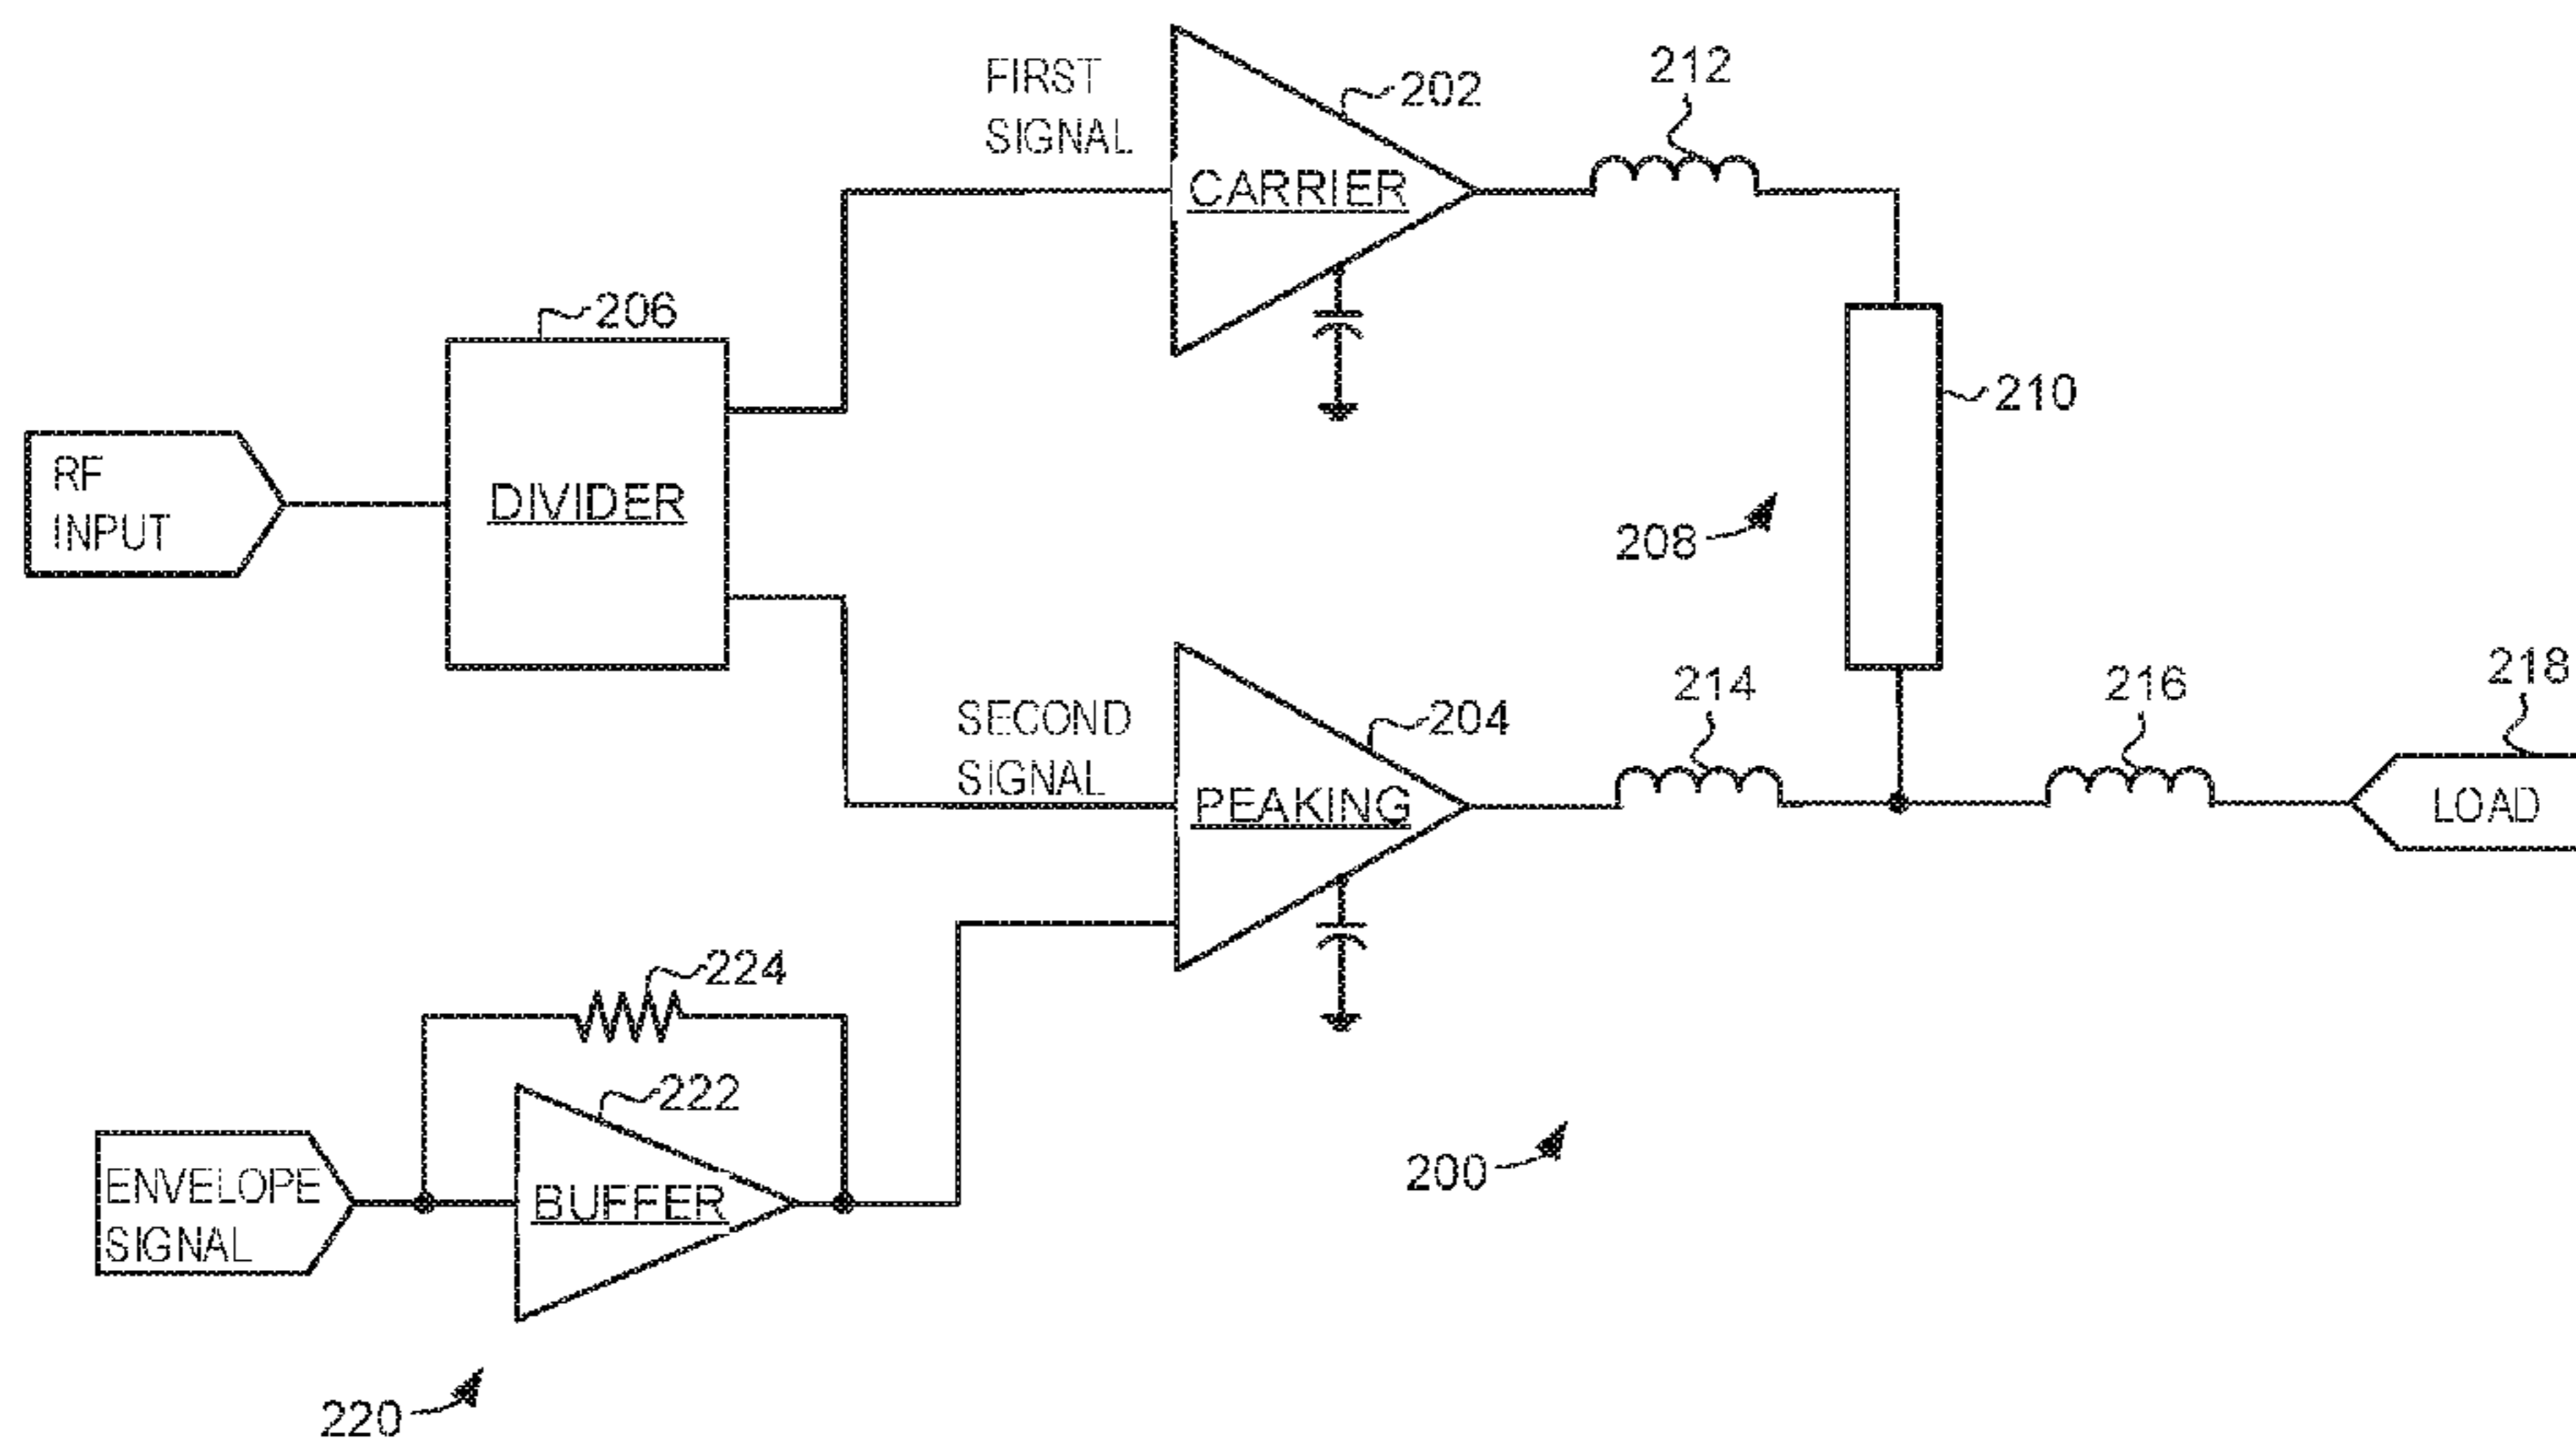 FIRST
SIGNAL
202
CARRIER
212
206
RF
INPUT
DIVIDER
210
208
SECOND
SIGNAL
204
PEAKING
214
216
218
LOAD
224
222
ENVELOPE
SIGNAL
BUFFER
200
220